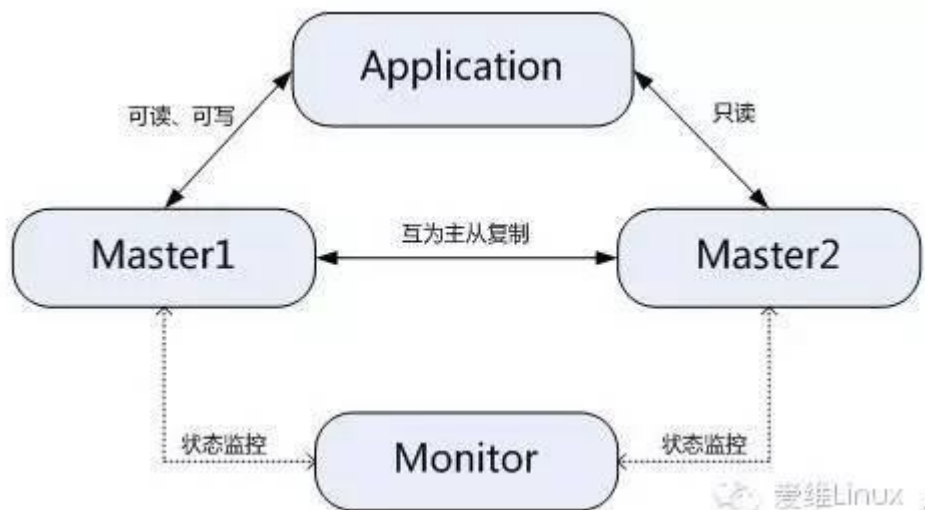 Application
可读、可写
只读
Master1
互为主从复制
Master2
状态监控
Monitor
状态监控
爱维Linux